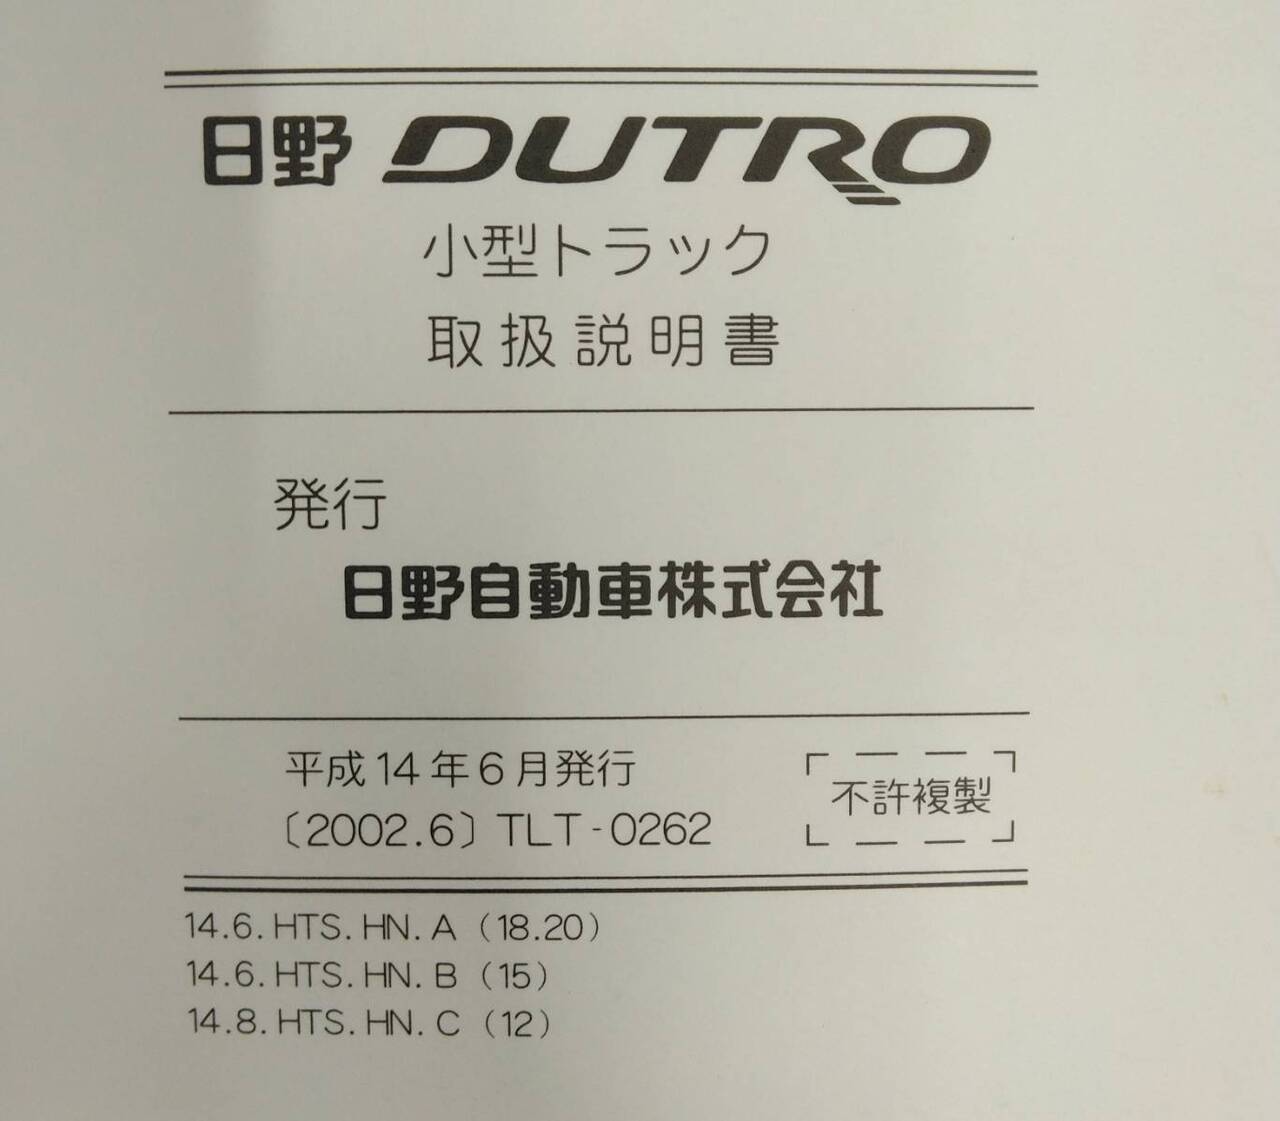 日野 DUTRO
小型トラック
取扱説明書
発行
日野自動車株式会社
平成14年6月発行
〔2002.6〕TLT-0262
不許複製
14.6.HTS.HN.A（18.20）
14.6.HTS.HN.B（15）
14.8.HTS.HN.C（12）